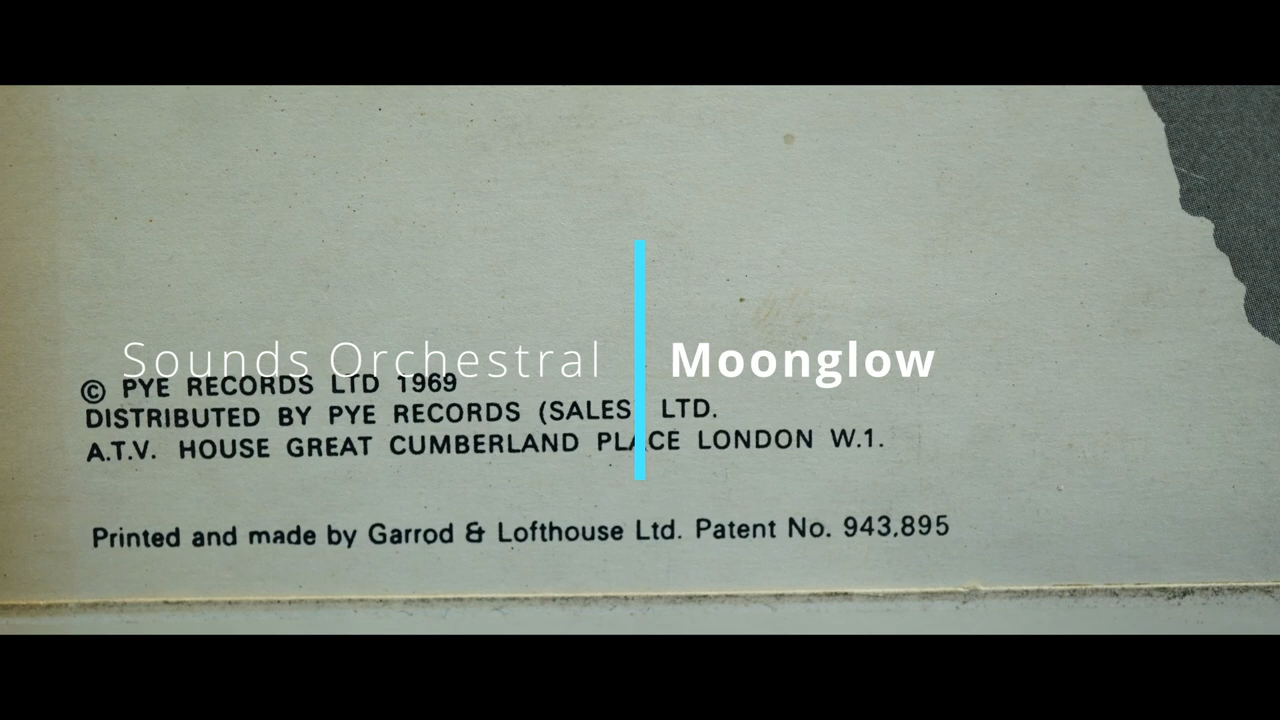 Sounds Orchestral Moonglow
© PYE RECORDS LTD 1969
DISTRIBUTED BY PYE RECORDS (SALES) LTD.
A.T.V. HOUSE GREAT CUMBERLAND PLACE LONDON W.1.
Printed and made by Garrod & Lofthouse Ltd. Patent No. 943,895